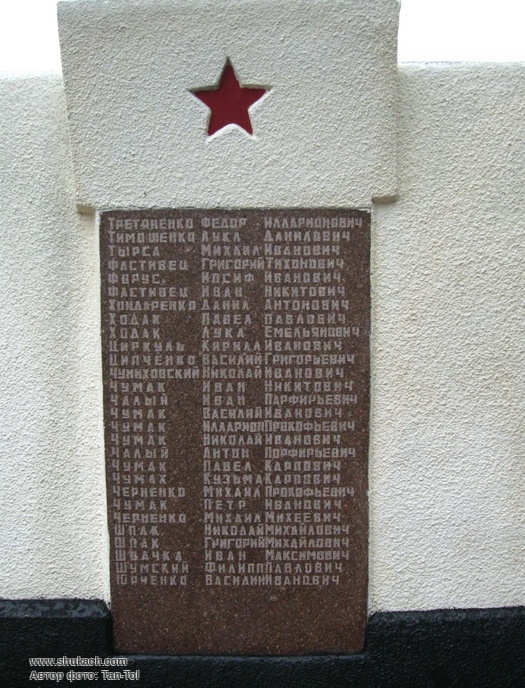 ТРЕТЯЧЕНКО ФЕДОР ИЛЛАРИОНОВИЧ
ТИМОШЕНКО ЛУКА ДАНИЛОВИЧ
ТЫРСА МИХАИЛ ИВАНОВИЧ
ФАСТИВЕЦ ГРИГОРИЙ ТИХОНОВИЧ
ФОРУС ИОСИФ ИВАНОВИЧ
ФАСТИВЕЦ ИВАН НИКИТОВИЧ
ДАНИЛ АНТОНОВИЧ
ХОДАК ПАВЕЛ ПАВЛОВИЧ
ХОДАК ЛУКА ЕМЕЛЬЯНОВИЧ
ЦИРКУЛЬ КИРИЛЛ ИВАНОВИЧ
ЦИПЧЕНКО ВАСИЛИЙ ГРИГОРЬЕВИЧ
ЧУНИХОВСКИЙ НИКОЛАЙ ИВАНОВИЧ
ЧУМАК ИВАН НИКИТОВИЧ
ЧАЛЫЙ ИВАН ПАРФИРЬЕВИЧ
ЧУМАК ВАСИЛИЙ ИВАНОВИЧ
ЧУМАК ИЛЛАРИОН ПРОКОФЬЕВИЧ
ЧУМАК НИКОЛАЙ ИВАНОВИЧ
ЧАЛЫЙ АНТОН ПОРФИРЬЕВИЧ
ЧУМАК ПАВЕЛ КАРПОВИЧ
ЧУМАК КУЗЬМА КАРПОВИЧ
ЧЕРНЕНКО МИХАИЛ ПРОКОФЬЕВИЧ
ЧУМАК ПЕТР ИВАНОВИЧ
ЧЕРНЕНКО МИХАИЛ МИХЕЕВИЧ
ШПАК НИКОЛАЙ МИХАЙЛОВИЧ
ШПАК ГРИГОРИЙ МИХАЙЛОВИЧ
ШВАЧКА ИВАН МАКСИМОВИЧ
ШУМСКИЙ ФИЛИПП ПАВЛОВИЧ
ЮРЧЕНКО ВАСИЛИЙ ИВАНОВИЧ
www.shukach.com
Автор фото: Tan-Tol